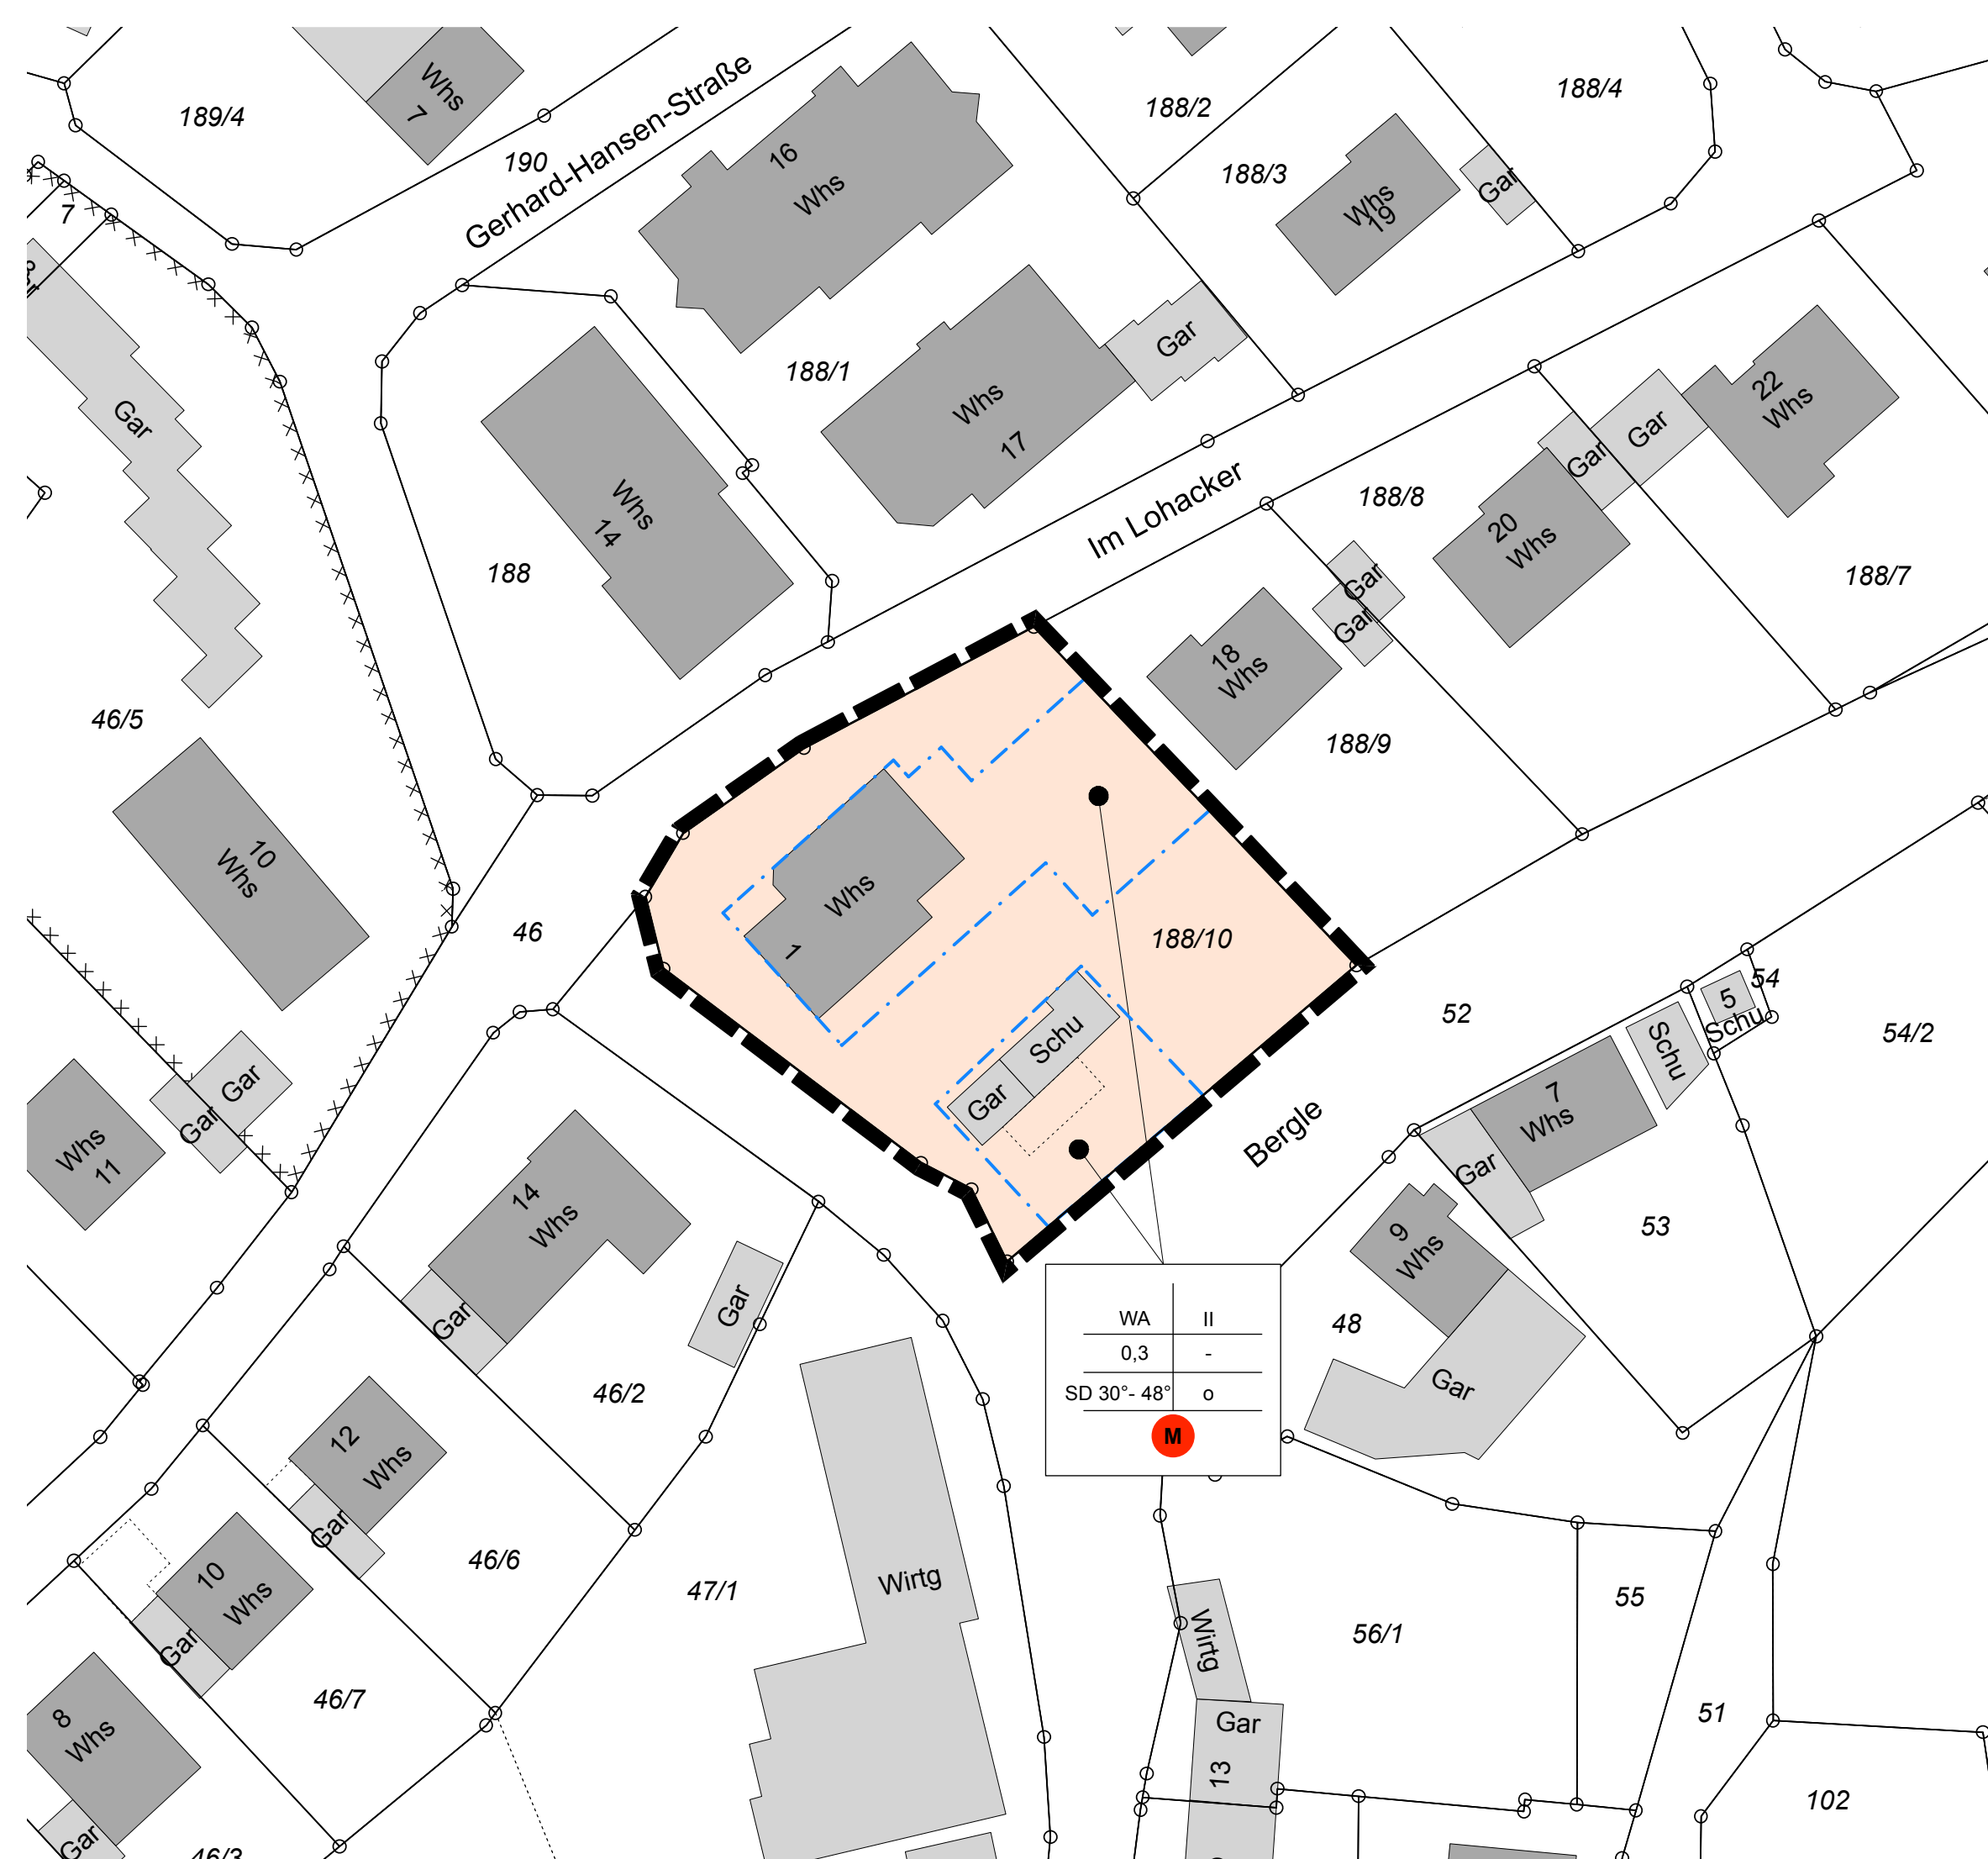 189/4
Whs
7
190
Gerhard-Hansen-Straße
16
Whs
188/2
188/3
188/4
Whs
19
Gar
7
Gar
188/1
Whs
17
Gar
22
Whs
Gar
Gar
20
Whs
188/8
188/7
Im Lohacker
Whs
14
188
Gar
Gar
18
Whs
188/9
46/5
10
Whs
46
Whs
1
188/10
Schu
Gar
52
Bergle
54
5
Schu
Schu
54/2
7
Whs
Gar
53
9
Whs
48
Gar
Gar
Gar
Whs
11
14
Whs
Gar
Gar
46/2
WA
II
0,3
-
SD 30°- 48°
o
M
12
Whs
Gar
46/6
10
Whs
Gar
46/7
47/1
Wirtg
Wirtg
56/1
55
51
Gar
13
102
8
Whs
Gar
46/3